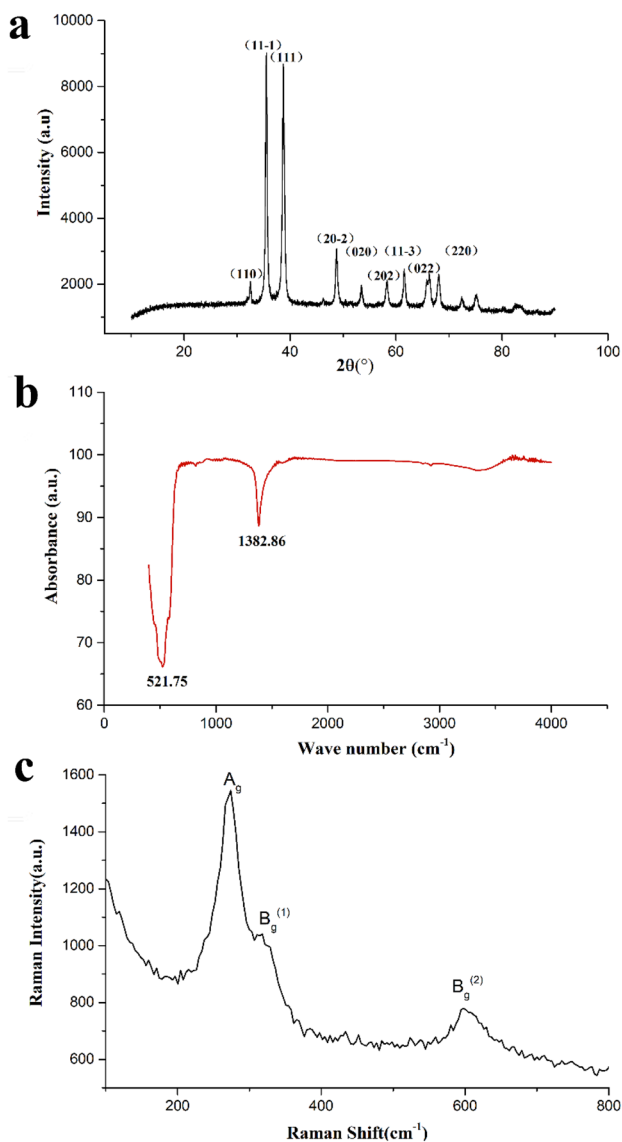 a
10000
8000
6000
4000
2000
Intensity (a.u)
(11-1)
(111)
(110)
(20-2)
(020)
(202)
(11-3)
(022)
(220)
20 40 60 80 100
2θ(°)
b
110
100
90
80
70
60
Absorbance (a.u.)
1382.86
521.75
0 1000 2000 3000 4000
Wave number (cm-1)
c
1600
1400
1200
1000
800
600
Raman Intensity(a.u.)
Ag
Bg(1)
Bg(2)
200 400 600 800
Raman Shift(cm-1)